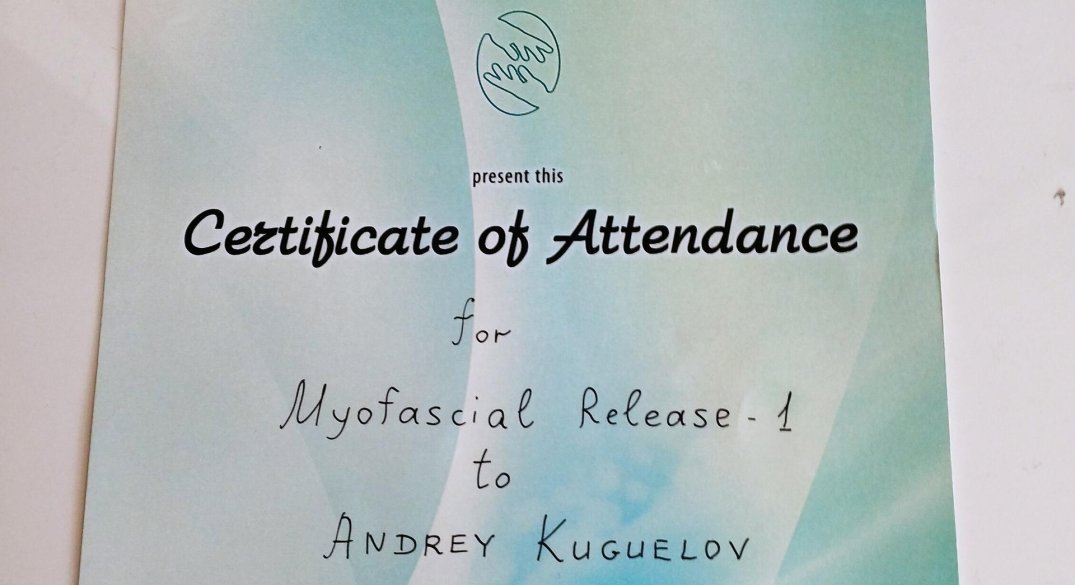 present this
Certificate of Attendance
for
Myofascial Release - 1
to
ANDREY KUGUELOV